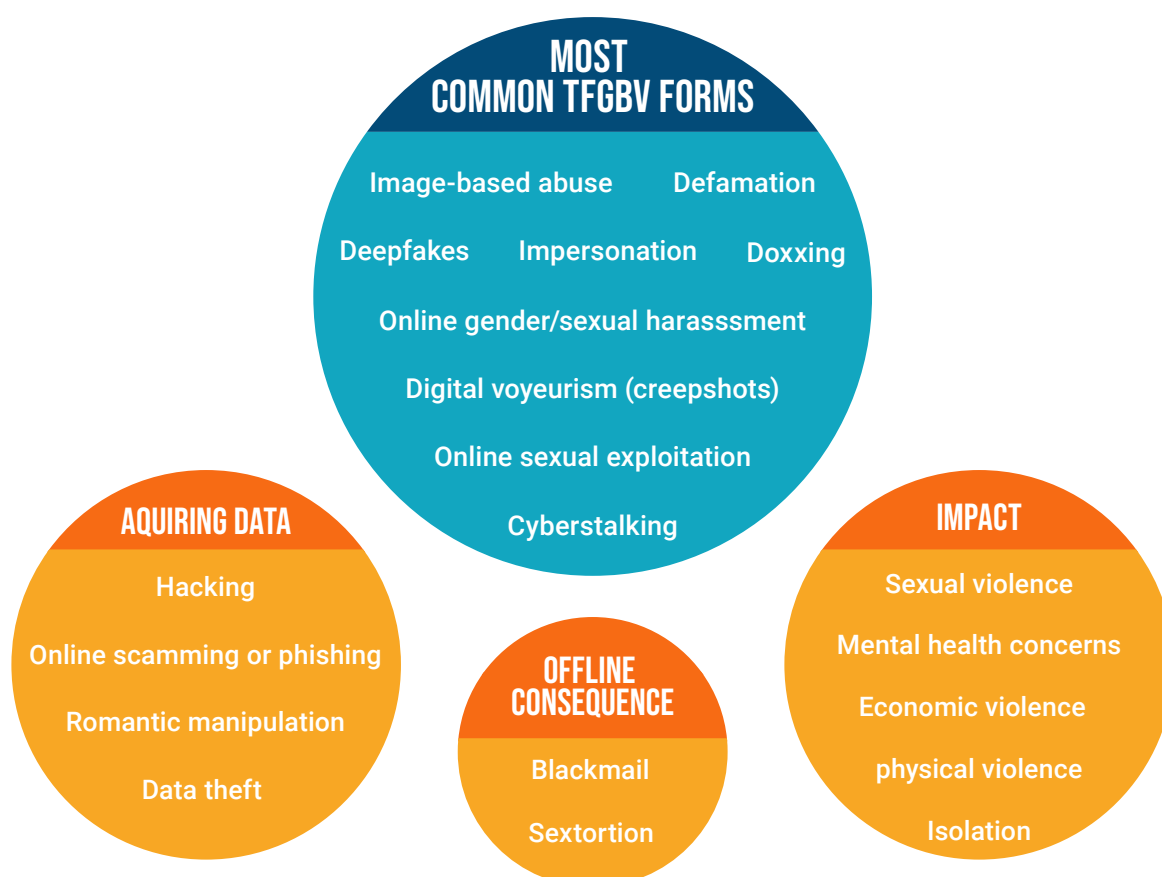 MOST
COMMON TFGBV FORMS
Image-based abuse Defamation
Deepfakes Impersonation Doxxing
Online gender/sexual harasssment
Digital voyeurism (creepshots)
Online sexual exploitation
Cyberstalking
AQUIRING DATA
Hacking
Online scamming or phishing
Romantic manipulation
Data theft
OFFLINE
CONSEQUENCE
Blackmail
Sextortion
IMPACT
Sexual violence
Mental health concerns
Economic violence
physical violence
Isolation